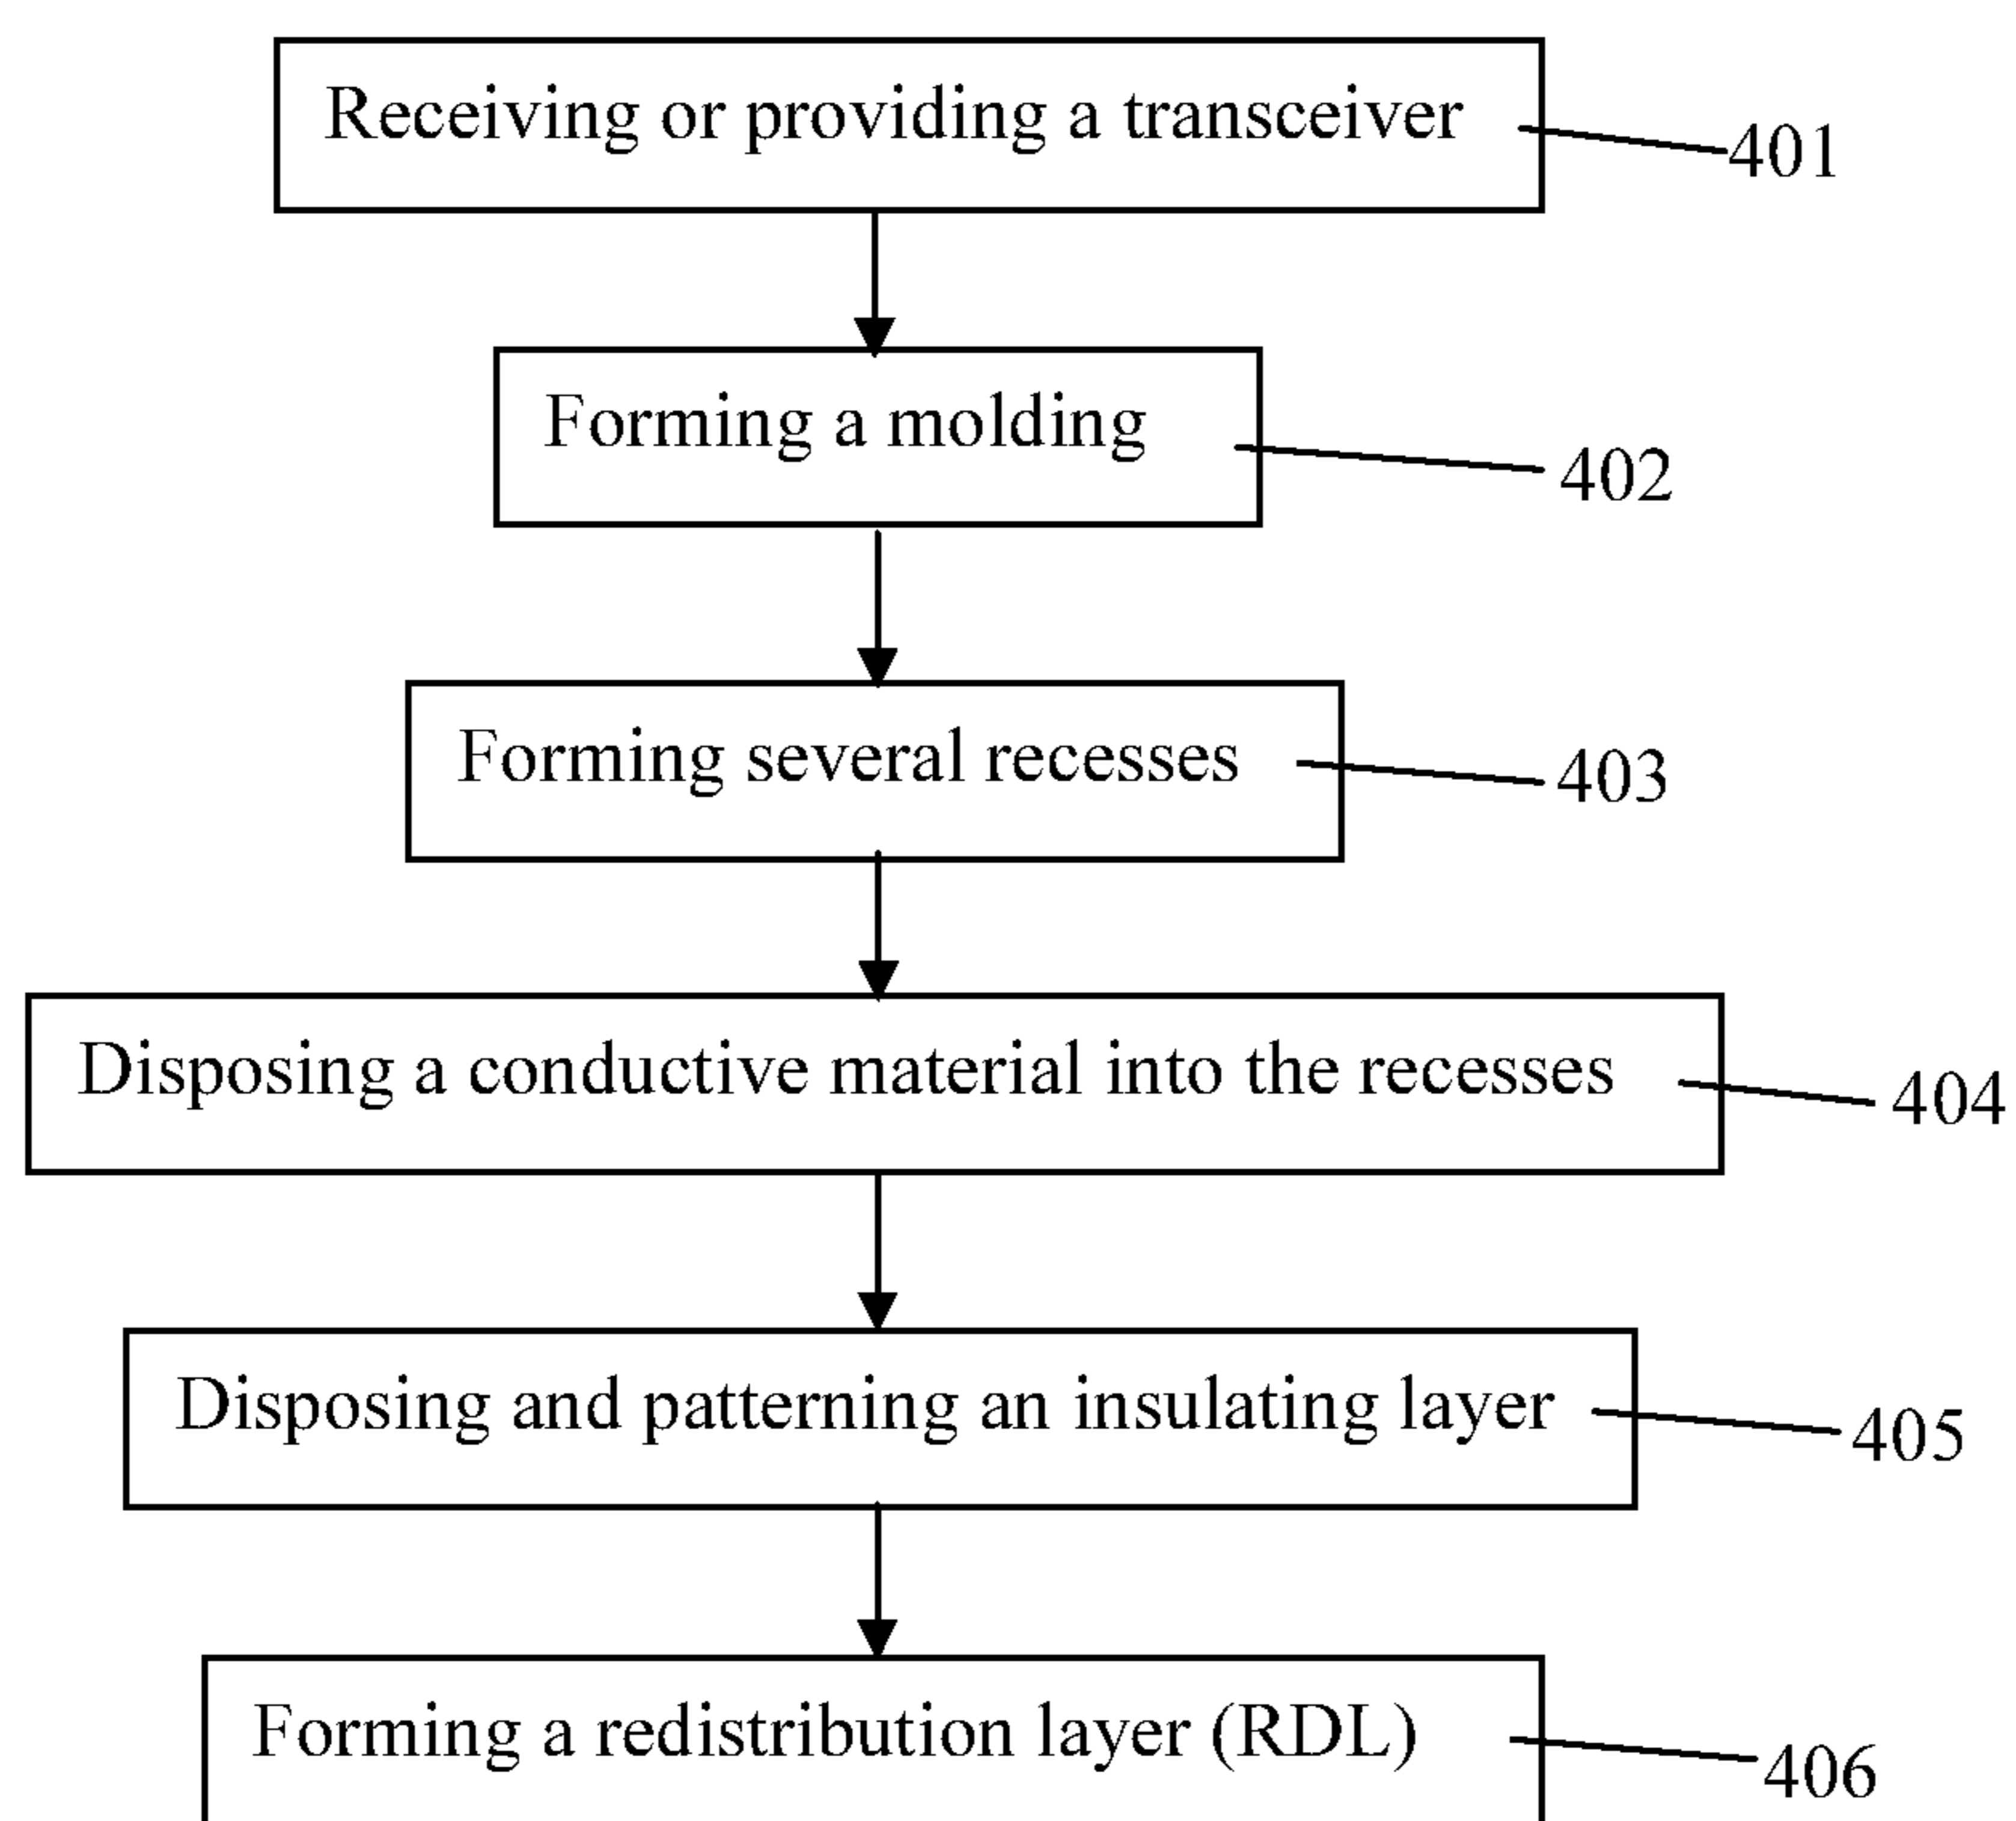 Receiving or providing a transceiver
401
Forming a molding
402
Forming several recesses
403
Disposing a conductive material into the recesses
404
Disposing and patterning an insulating layer
405
Forming a redistribution layer (RDL)
406